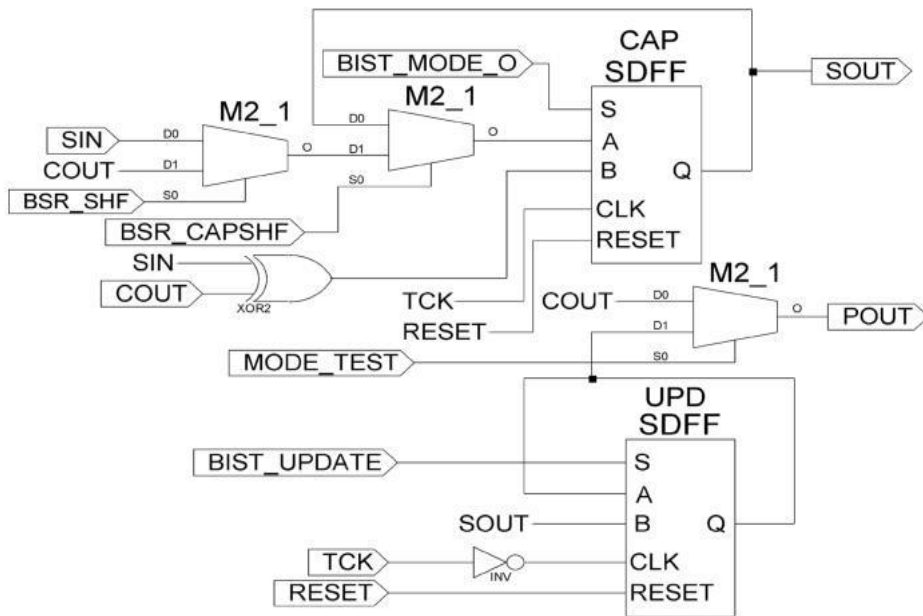 CAP
SDFF
BIST_MODE_O
SOUT
M2_1
M2_1
S
D0
D0
O
A
SIN
D1
O
D1
B
Q
COUT
S0
CLK
BSR_SHF
S0
BSR_CAPSHF
RESET
SIN
M2_1
COUT
XOR2
TCK
COUT
D0
O
POUT
RESET
D1
MODE_TEST
S0
UPD
SDFF
BIST_UPDATE
S
A
SOUT
B
Q
TCK
INV
CLK
RESET
RESET